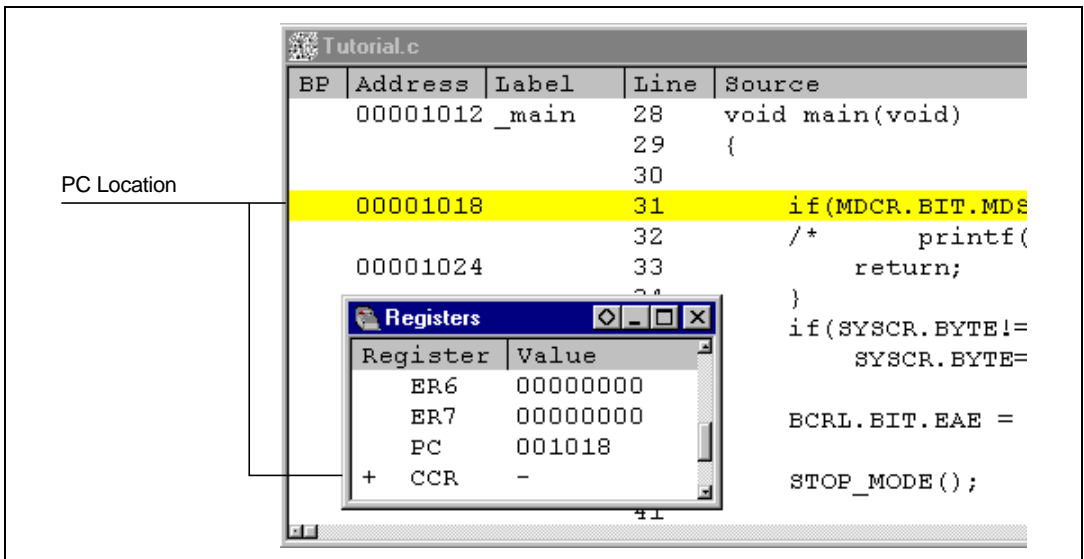 Tutorial.c
BP Address Label Line Source
00001012 _main 28 void main(void)
29 {
30
PC Location
00001018 31 if(MDCR.BIT.MDS
32 /* printf(
00001024 33 return;
}
Registers
if(SYSCR.BYTE!=
Register Value
SYSCR.BYTE=
ER6 00000000
ER7 00000000
BCRL.BIT.EAE =
PC 001018
+ CCR -
STOP_MODE();
41